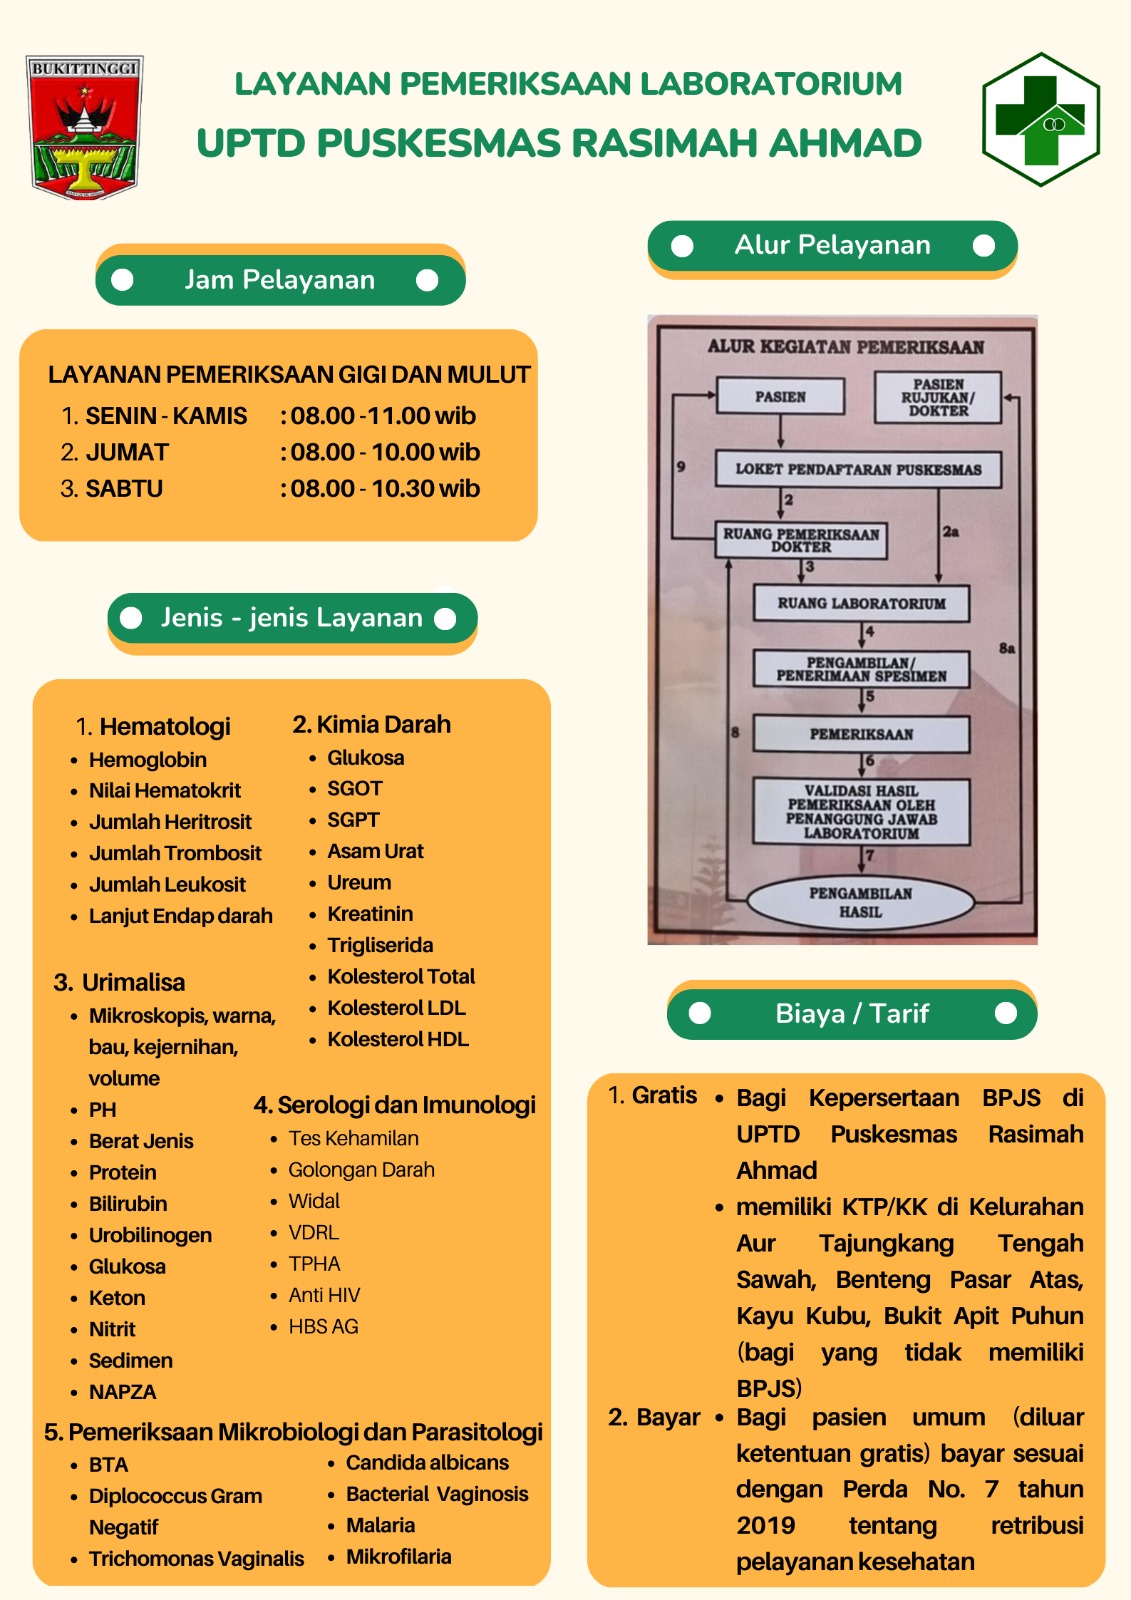 BUKITTINGGI
LAYANAN PEMERIKSAAN LABORATORIUM
UPTD PUSKESMAS RASIMAH AHMAD
Jam Pelayanan
LAYANAN PEMERIKSAAN GIGI DAN MULUT
1. SENIN - KAMIS : 08.00 -11.00 wib
2. JUMAT : 08.00 - 10.00 wib
3. SABTU : 08.00 - 10.30 wib
Jenis - jenis Layanan
1. Hematologi
• Hemoglobin
• Nilai Hematokrit
• Jumlah Heritrosit
• Jumlah Trombosit
• Jumlah Leukosit
• Lanjut Endap darah
2. Kimia Darah
• Glukosa
• SGOT
• SGPT
• Asam Urat
• Ureum
• Kreatinin
• Trigliserida
• Kolesterol Total
• Kolesterol LDL
• Kolesterol HDL
3. Urimalisa
• Mikroskopis, warna,
bau, kejernihan,
volume
• PH
• Berat Jenis
• Protein
• Bilirubin
• Urobilinogen
• Glukosa
• Keton
• Nitrit
• Sedimen
• NAPZA
4. Serologi dan Imunologi
• Tes Kehamilan
• Golongan Darah
• Widal
• VDRL
• TPHA
• Anti HIV
• HBS AG
5. Pemeriksaan Mikrobiologi dan Parasitologi
• BTA
• Diplococcus Gram
Negatif
• Trichomonas Vaginalis
• Candida albicans
• Bacterial Vaginosis
• Malaria
• Mikrofilaria
Alur Pelayanan
ALUR KEGIATAN PEMERIKSAAN
PASIEN
PASIEN
RUJUKAN/
DOKTER
9
LOKET PENDAFTARAN PUSKESMAS
2
2a
RUANG PEMERIKSAAN
DOKTER
3
RUANG LABORATORIUM
4
8a
PENGAMBILAN/
PENERIMAAN SPESIMEN
5
8
PEMERIKSAAN
6
VALIDASI HASIL
PEMERIKSAAN OLEH
PENANGGUNG JAWAB
LABORATORIUM
7
PENGAMBILAN
HASIL
Biaya / Tarif
1. Gratis • Bagi Kepersertaan BPJS di
UPTD Puskesmas Rasimah
Ahmad
• memiliki KTP/KK di Kelurahan
Aur Tajungkang Tengah
Sawah, Benteng Pasar Atas,
Kayu Kubu, Bukit Apit Puhun
(bagi yang tidak memiliki
BPJS)
2. Bayar • Bagi pasien umum (diluar
ketentuan gratis) bayar sesuai
dengan Perda No. 7 tahun
2019 tentang retribusi
pelayanan kesehatan